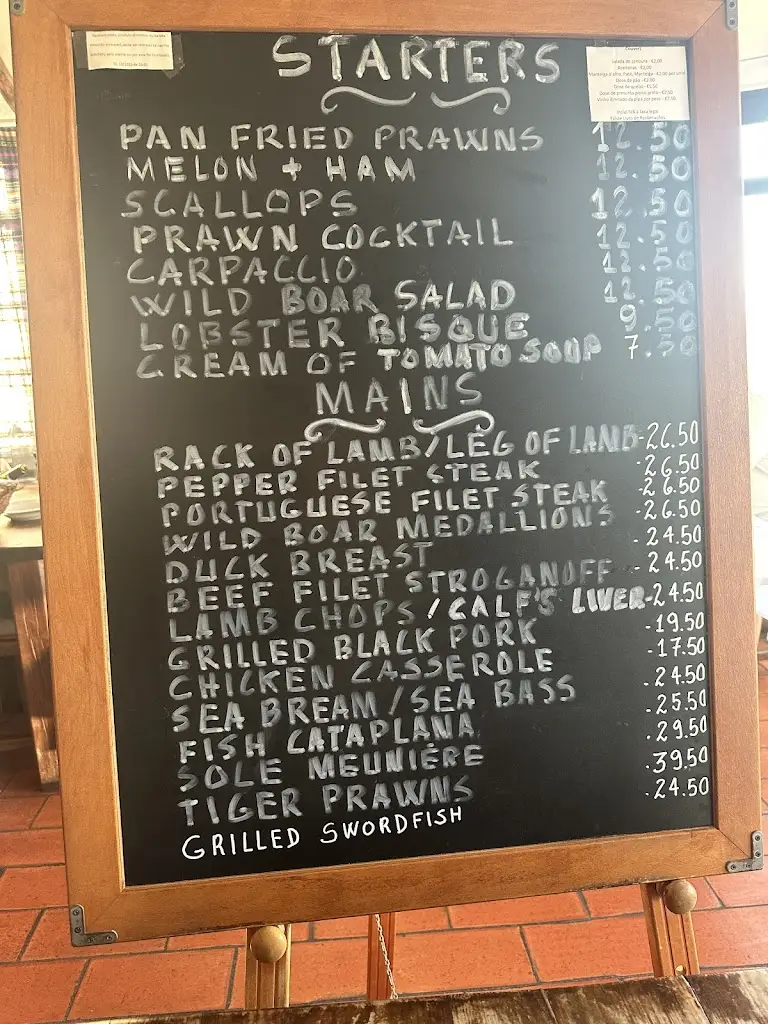 STARTERS
Couvert
PAN FRIED PRAWNS 12.50
MELON + HAM 12.50
SCALLOPS 12.50
PRAWN COCKTAIL 12.50
CARPACCIO 12.50
WILD BOAR SALAD 12.50
LOBSTER BISQUE 9.50
CREAM OF TOMATO SOUP 7.50
MAINS
RACK OF LAMB/LEG OF LAMB-26.50
PEPPER FILET STEAK -26.50
PORTUGUESE FILET STEAK -26.50
WILD BOAR MEDALLIONS -26.50
DUCK BREAST -24.50
BEEF FILET STROGANOFF -24.50
LAMB CHOPS/CALF'S LIVER-24.50
GRILLED BLACK PORK -19.50
CHICKEN CASSEROLE -17.50
SEA BREAM/SEA BASS -24.50
FISH CATAPLANA -25.50
SOLE MEUNIÈRE -29.50
TIGER PRAWNS -39.50
GRILLED SWORDFISH -24.50